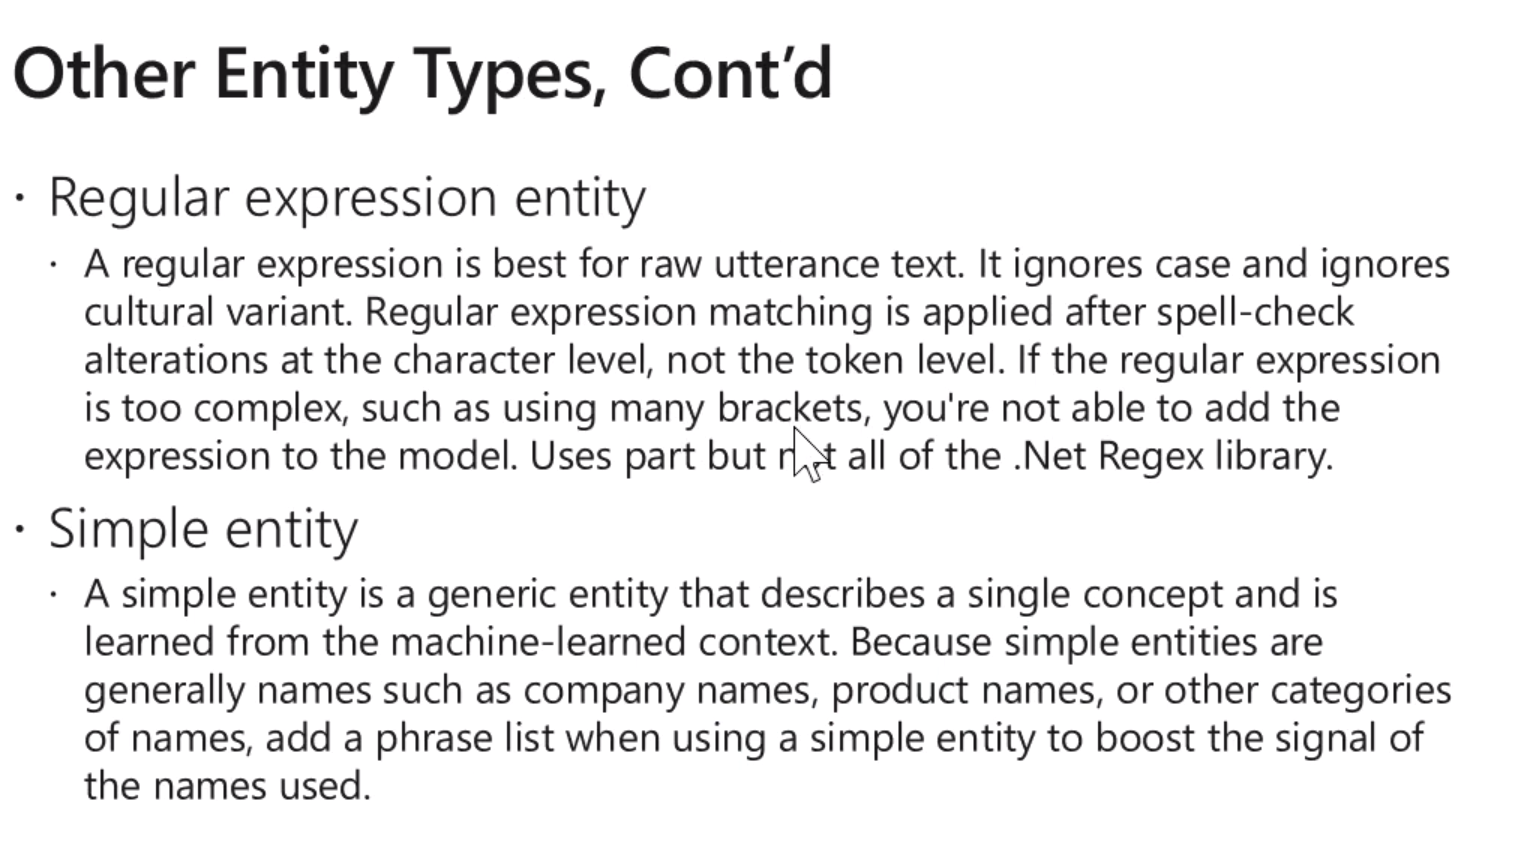 Other Entity Types, Cont’d
· Regular expression entity
· A regular expression is best for raw utterance text. It ignores case and ignores
cultural variant. Regular expression matching is applied after spell-check
alterations at the character level, not the token level. If the regular expression
is too complex, such as using many brackets, you're not able to add the
expression to the model. Uses part but not all of the .Net Regex library.
· Simple entity
· A simple entity is a generic entity that describes a single concept and is
learned from the machine-learned context. Because simple entities are
generally names such as company names, product names, or other categories
of names, add a phrase list when using a simple entity to boost the signal of
the names used.